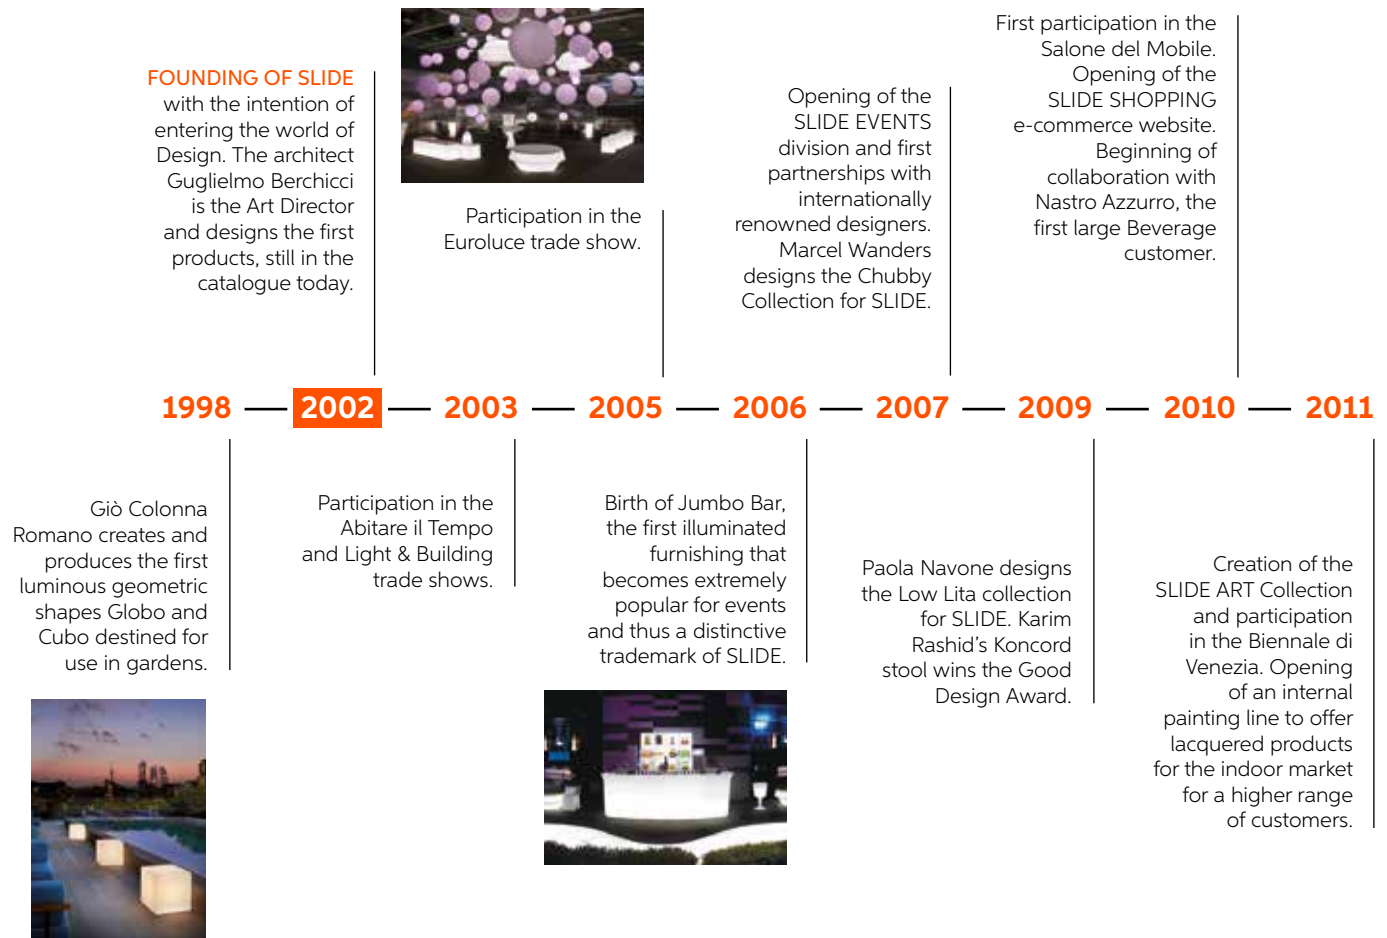 FOUNDING OF SLIDE
with the intention of
entering the world of
Design. The architect
Guglielmo Berchicci
is the Art Director
and designs the first
products, still in the
catalogue today.
Participation in the
Euroluce trade show.
Opening of the
SLIDE EVENTS
division and first
partnerships with
internationally
renowned designers.
Marcel Wanders
designs the Chubby
Collection for SLIDE.
First participation in the
Salone del Mobile.
Opening of the
SLIDE SHOPPING
e-commerce website.
Beginning of
collaboration with
Nastro Azzurro, the
first large Beverage
customer.
1998 — 2002 — 2003 — 2005 — 2006 — 2007 — 2009 — 2010 — 2011
Giò Colonna
Romano creates and
produces the first
luminous geometric
shapes Globo and
Cubo destined for
use in gardens.
Participation in the
Abitare il Tempo
and Light & Building
trade shows.
Birth of Jumbo Bar,
the first illuminated
furnishing that
becomes extremely
popular for events
and thus a distinctive
trademark of SLIDE.
Paola Navone designs
the Low Lita collection
for SLIDE. Karim
Rashid’s Koncord
stool wins the Good
Design Award.
Creation of the
SLIDE ART Collection
and participation
in the Biennale di
Venezia. Opening
of an internal
painting line to offer
lacquered products
for the indoor market
for a higher range
of customers.